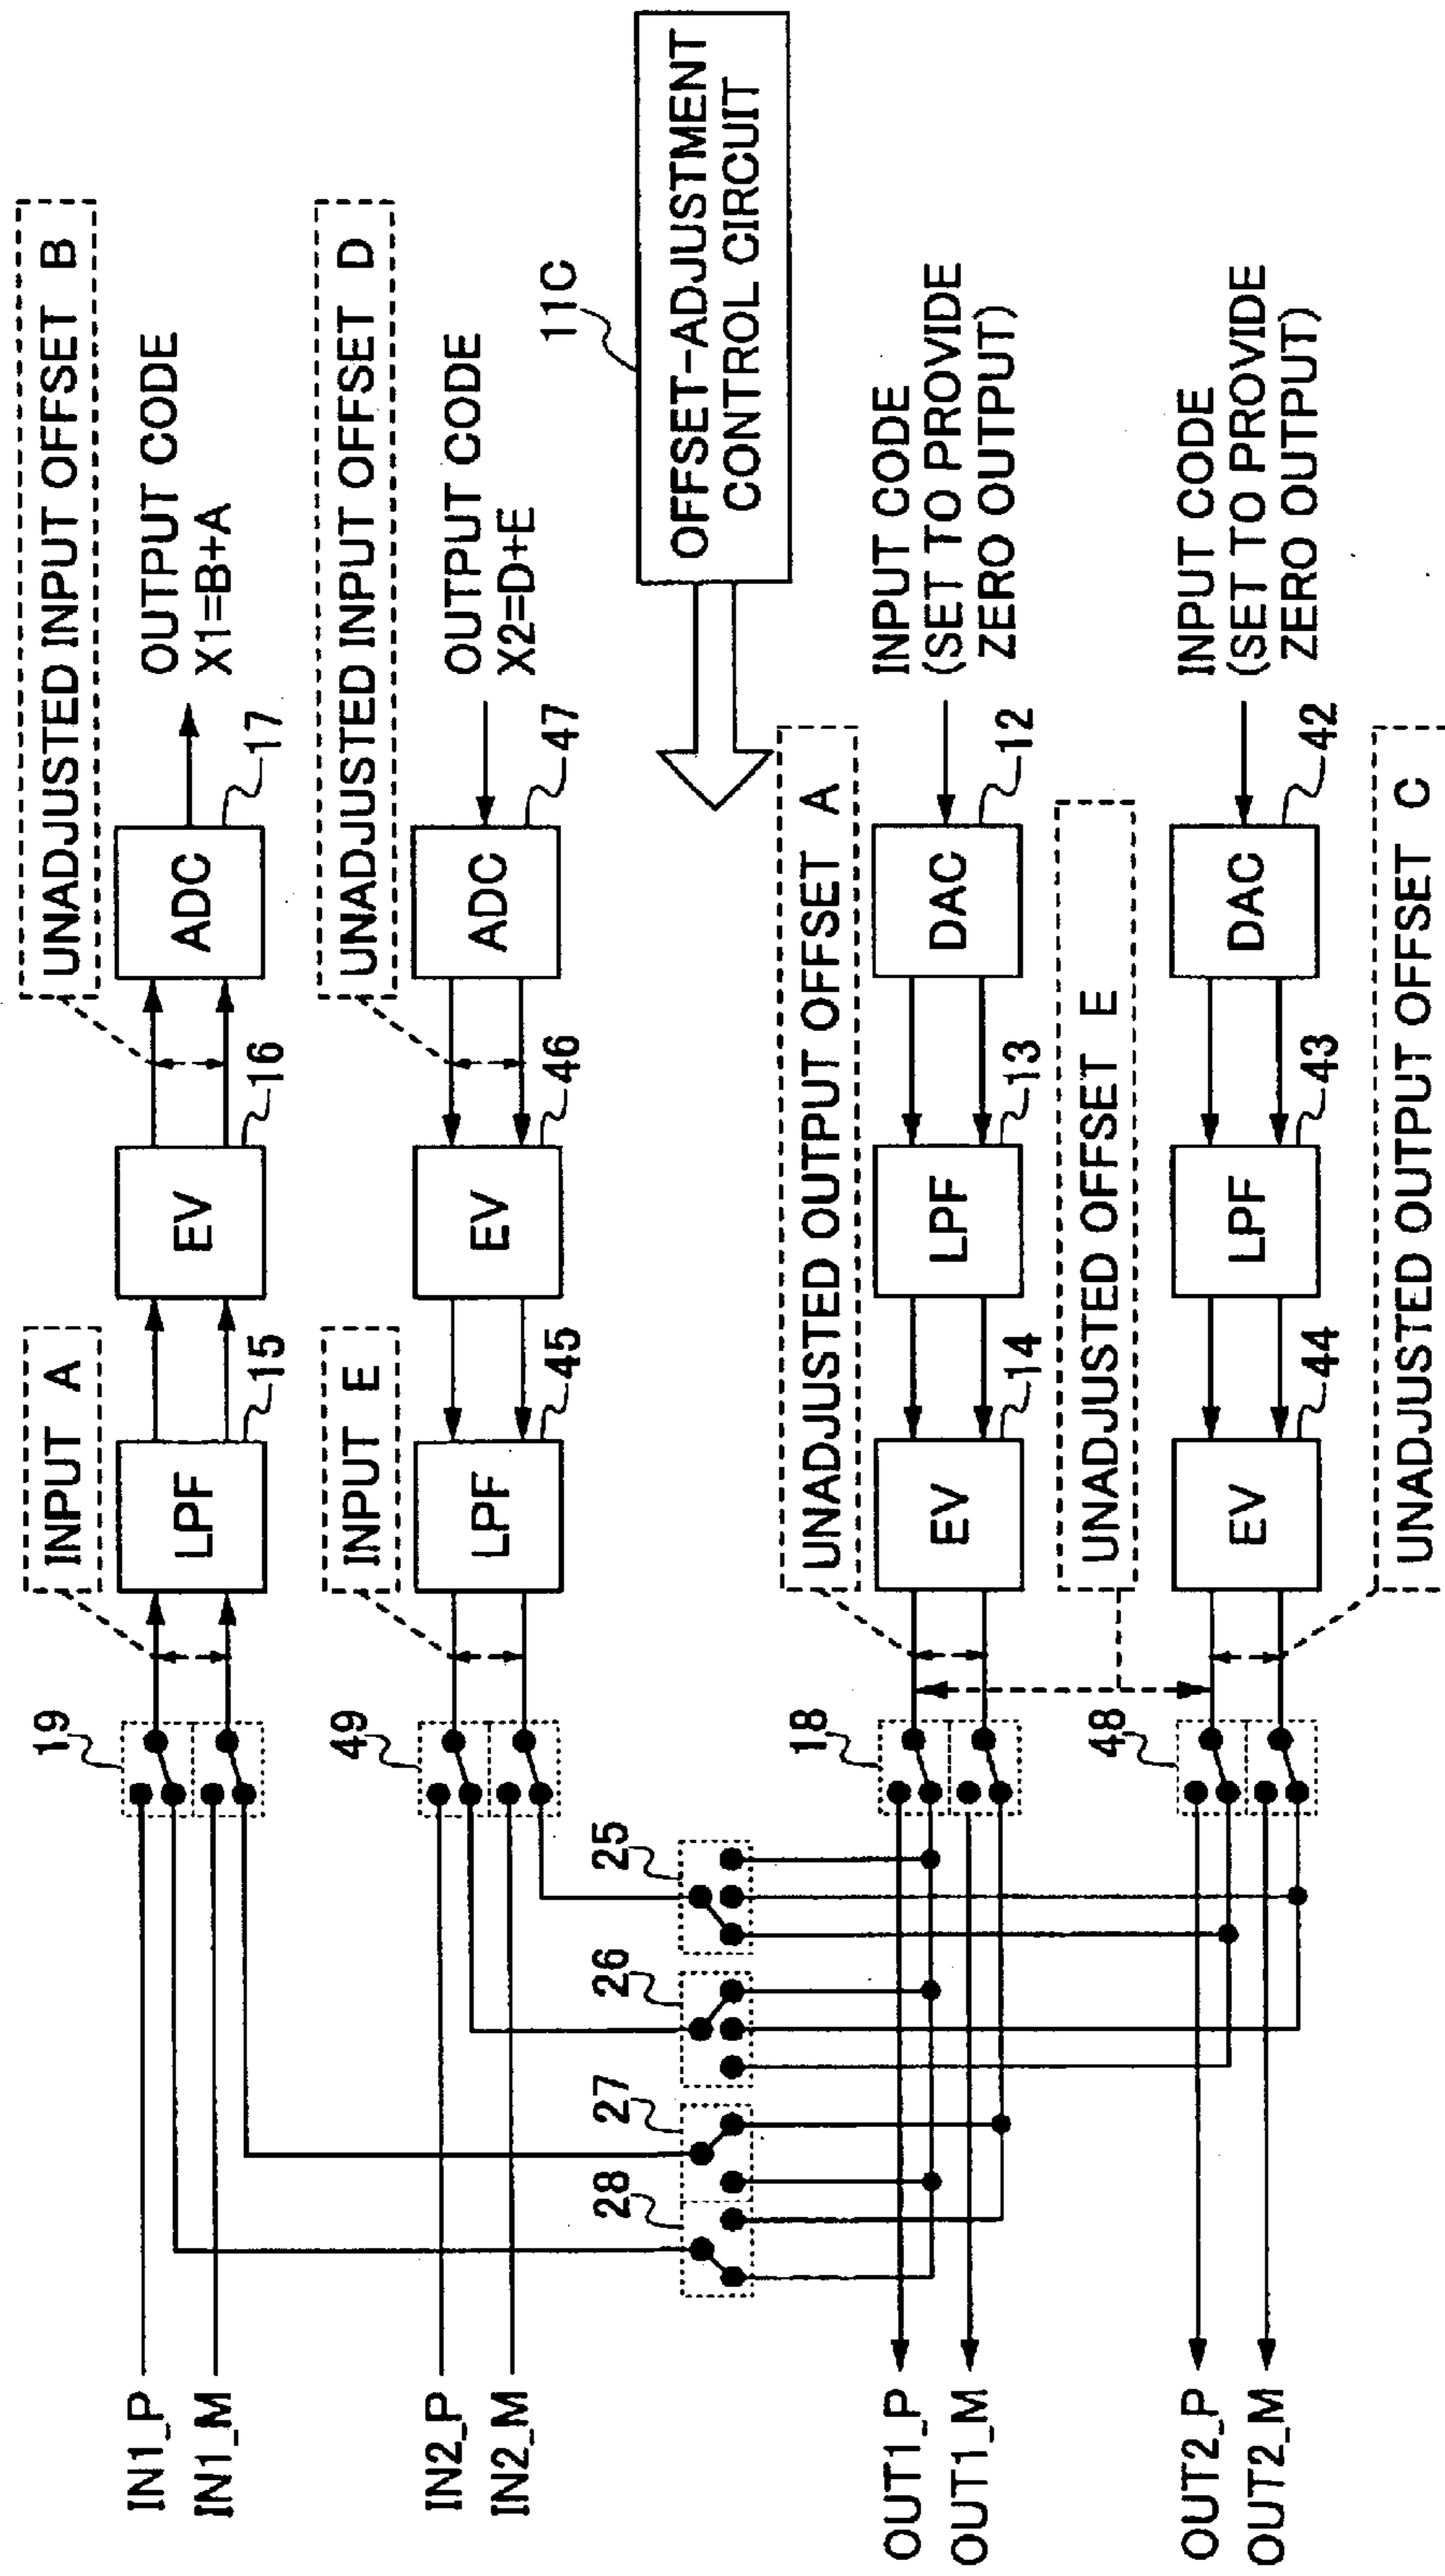 IN1_P
IN1_M
19
INPUT A
LPF
15
EV
16
UNADJUSTED INPUT OFFSET B
ADC
17
OUTPUT CODE
X1=B+A
IN2_P
IN2_M
49
INPUT E
LPF
45
EV
46
UNADJUSTED INPUT OFFSET D
ADC
47
OUTPUT CODE
X2=D+E
28
27
26
25
11C
OFFSET-ADJUSTMENT
CONTROL CIRCUIT
OUT1_P
OUT1_M
18
UNADJUSTED OUTPUT OFFSET A
EV
14
LPF
13
DAC
12
INPUT CODE
(SET TO PROVIDE
ZERO OUTPUT)
UNADJUSTED OFFSET E
OUT2_P
OUT2_M
48
EV
44
LPF
43
DAC
42
INPUT CODE
(SET TO PROVIDE
ZERO OUTPUT)
UNADJUSTED OUTPUT OFFSET C